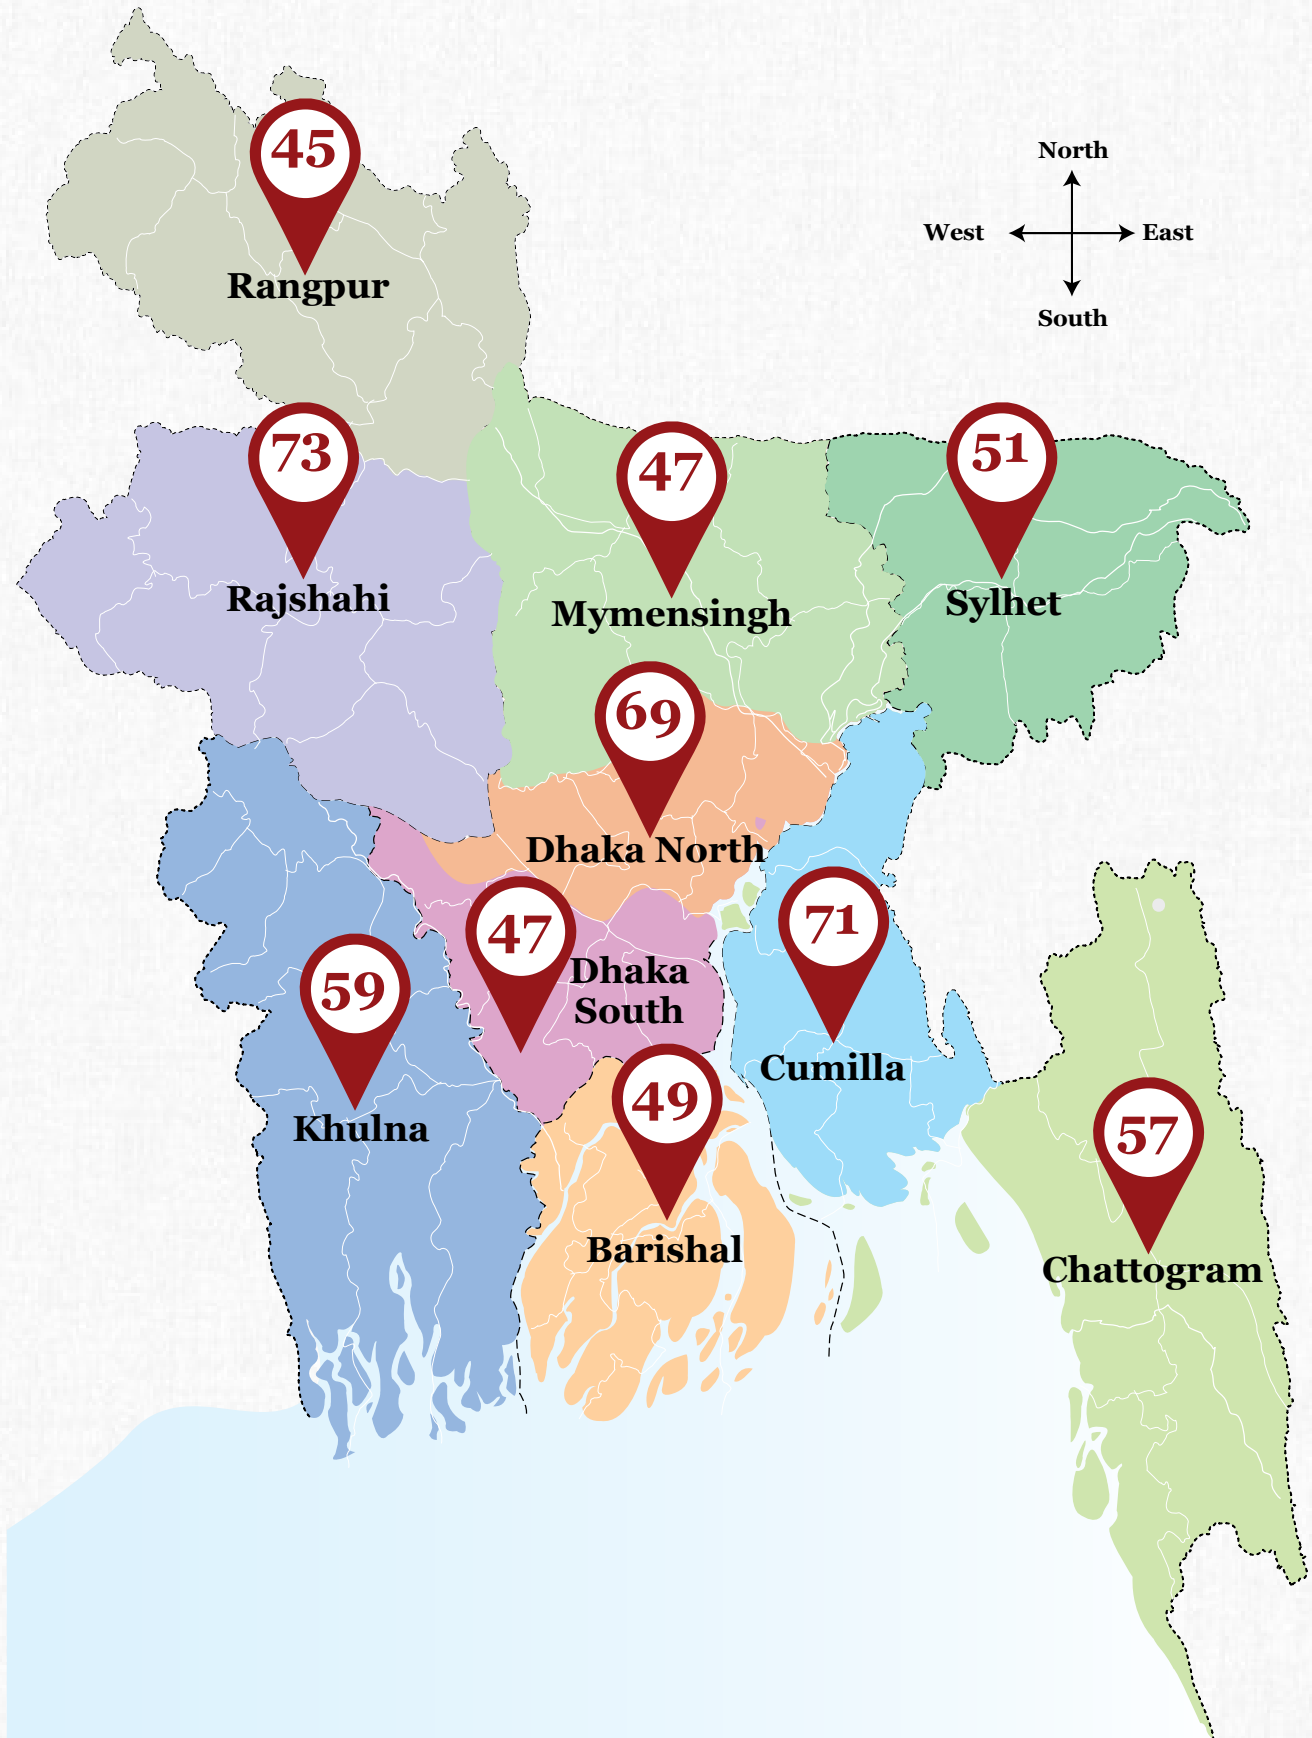 45
North
West
East
Rangpur
South
73
47
51
Rajshahi
Mymensingh
Sylhet
69
Dhaka North
47
71
Dhaka
South
59
49
Cumilla
Khulna
57
Barishal
Chattogram